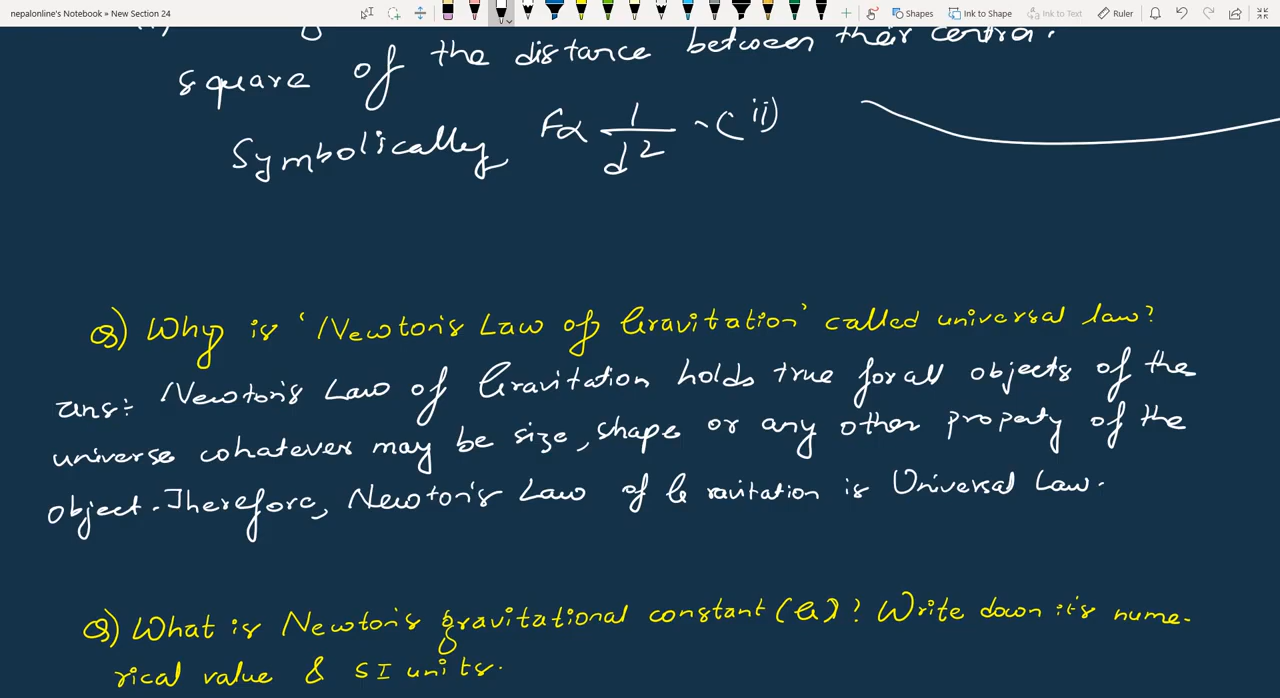 nepalonline's Notebook » New Section 24
Shapes Ink to Shape Ink to Text Ruler
square of the distance between their
Symbolically F∝ 1/d² -(ii)
Q) Why is 'Newton's Law of Gravitation' called universal law?
ans:- Newton's Law of Gravitation holds true for all objects of the
universe whatever may be size, shape or any other property of the
object. Therefore, Newton's Law of Gravitation is Universal Law.
Q) What is Newton's gravitational constant (G)? Write down it's nume-
rical value & SI units.